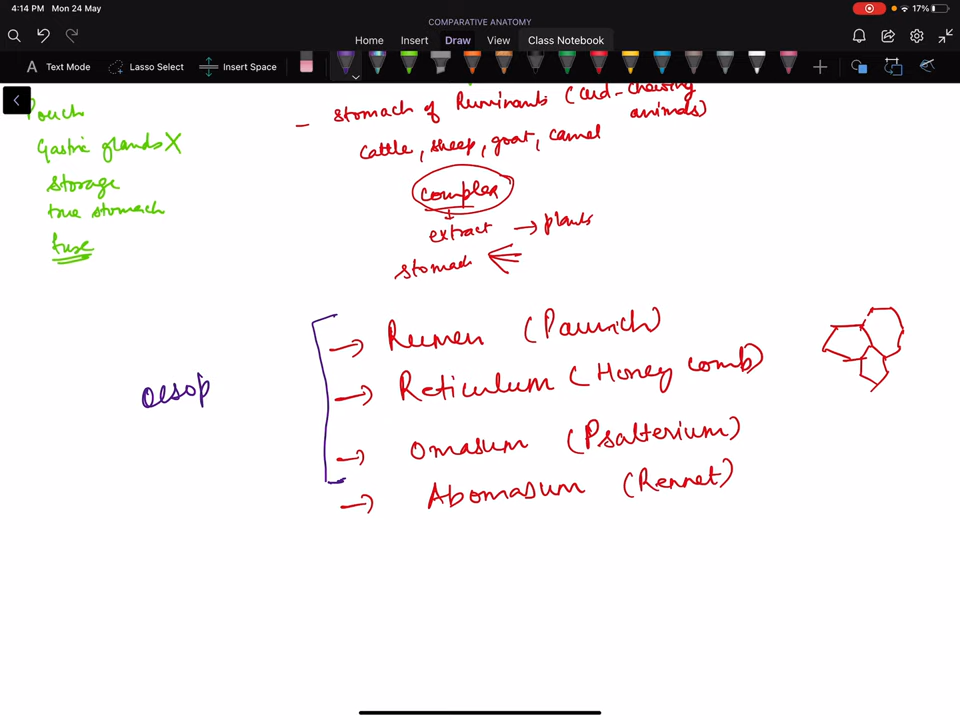 4:14 PM Sun 24 May
17%
COMPARATIVE ANATOMY
Home Insert Draw View Class Notebook
Text Mode Lasso Select Insert Space
Pouch
Gastric glands X
Storage
true stomach
fuse
- stomach of Ruminants (Cud-chewing
animals)
cattle, sheep, goat, camel
complex
extract → plants
stomach
→ Rumen (Paunch)
→ Reticulum (Honey comb)
→ Omasum (Psalterium)
→ Abomasum (Rennet)
oesop